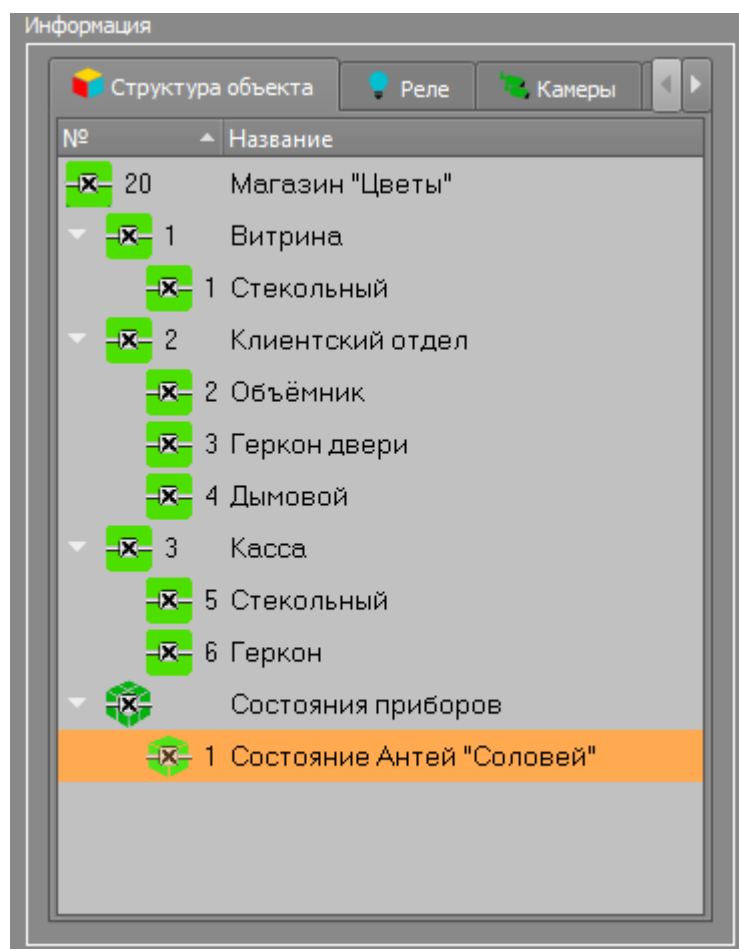 Информация
Структура объекта Реле Камеры
№ Название
20 Магазин "Цветы"
1 Витрина
1 Стекольный
2 Клиентский отдел
2 Объёмник
3 Геркон двери
4 Дымовой
3 Касса
5 Стекольный
6 Геркон
Состояния приборов
1 Состояние Антей "Соловей"